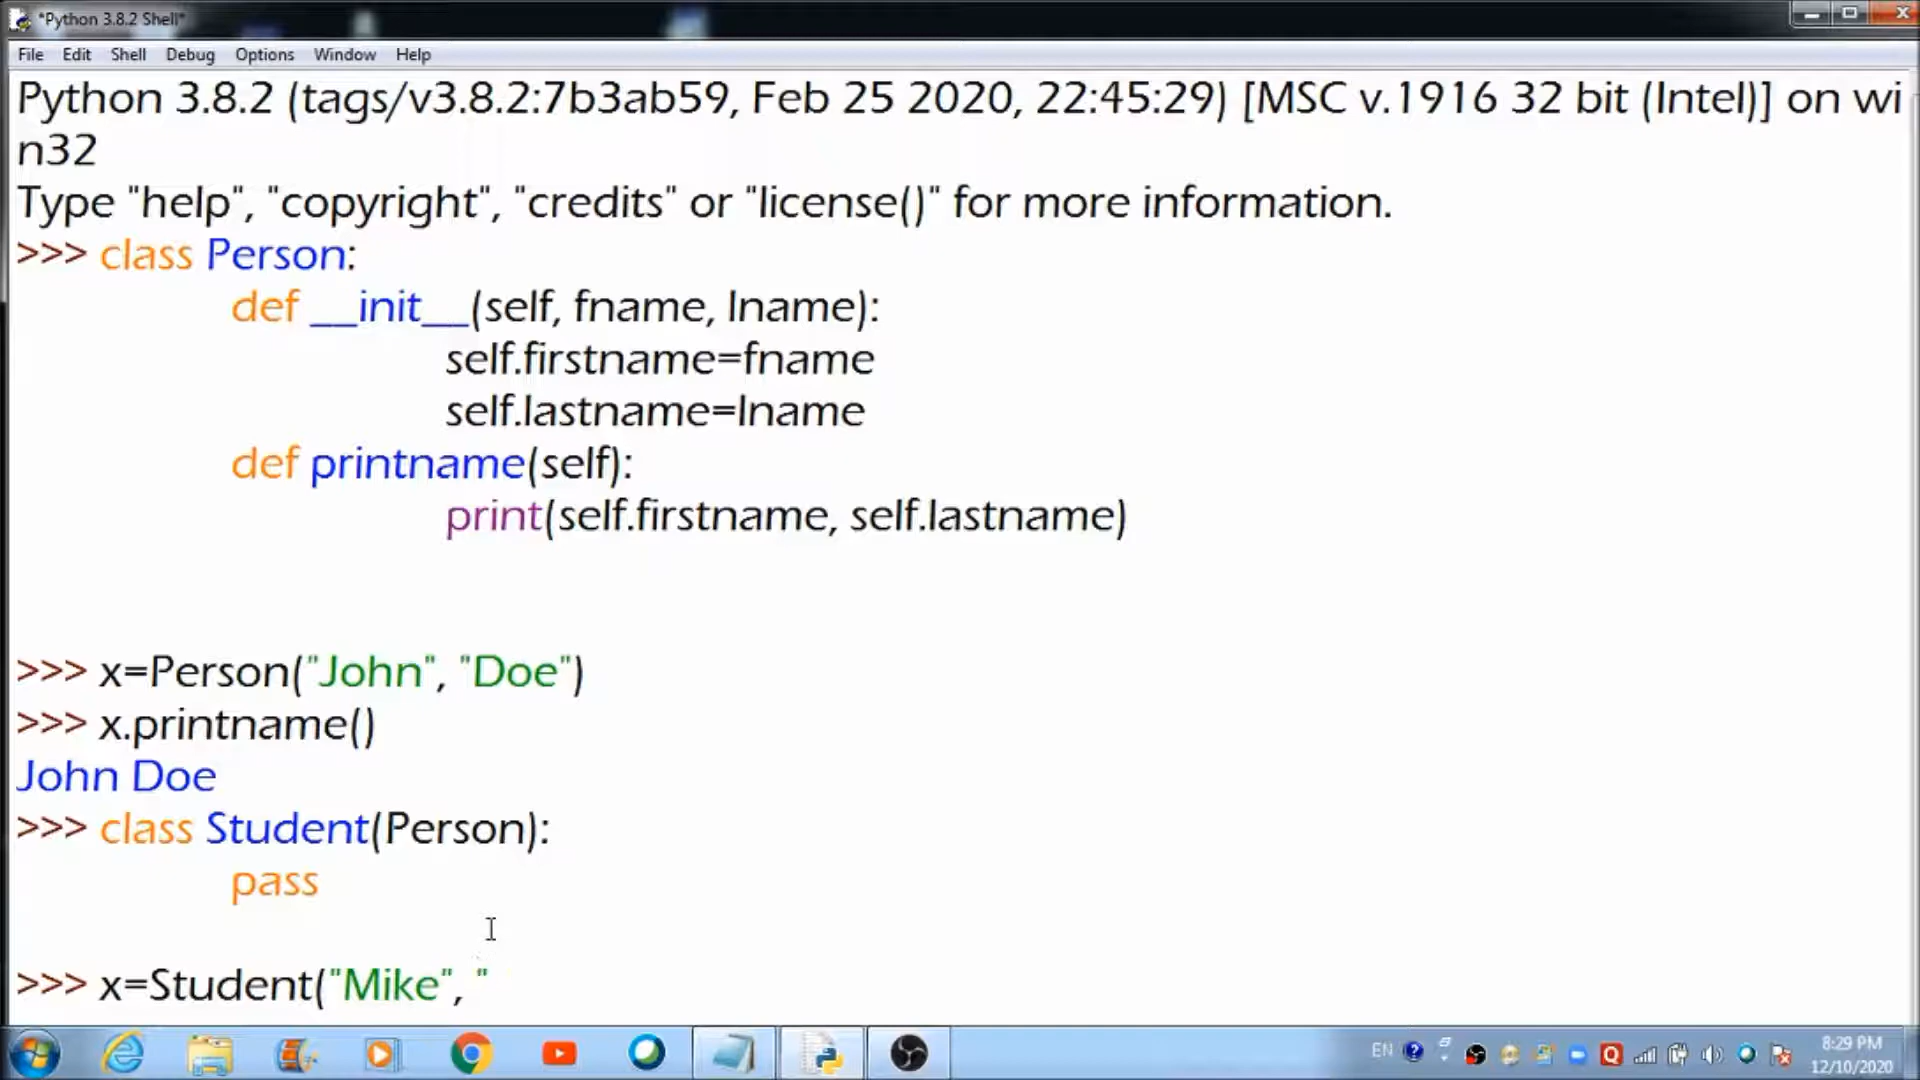 *Python 3.8.2 Shell*
File Edit Shell Debug Options Window Help
Python 3.8.2 (tags/v3.8.2:7b3ab59, Feb 25 2020, 22:45:29) [MSC v.1916 32 bit (Intel)] on wi
n32
Type "help", "copyright", "credits" or "license()" for more information.
>>> class Person:
def __init__(self, fname, lname):
self.firstname=fname
self.lastname=lname
def printname(self):
print(self.firstname, self.lastname)
>>> x=Person("John", "Doe")
>>> x.printname()
John Doe
>>> class Student(Person):
pass
>>> x=Student("Mike", "
EN
8:29 PM
12/10/2020